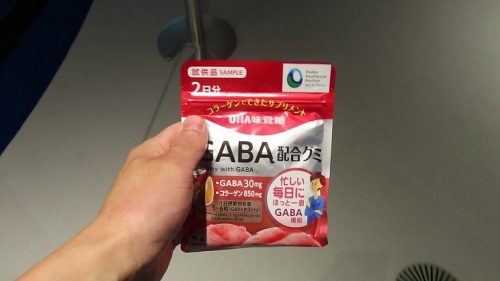 試供品 SAMPLE
2日分
コラーゲンでできたサプリメント
UHA味覚糖
GABA配合グミ
with GABA
・GABA 30mg
・コラーゲン 850mg
忙しい
毎日に
ほっと一息
GABA
補給